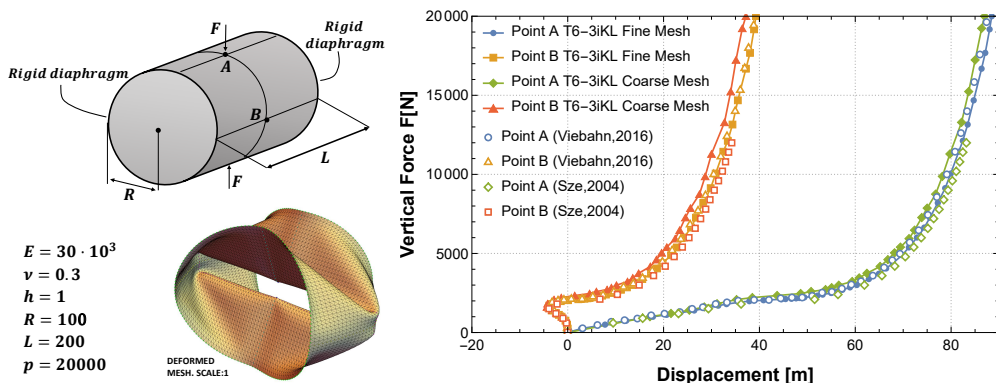 F
Rigid
diaphragm
Rigid diaphragm
A
B
L
R
F
E = 30 · 10³
ν = 0.3
h = 1
R = 100
L = 200
p = 20000
DEFORMED
MESH. SCALE:1
Vertical Force F[N]
20000
15000
10000
5000
0
−20
0
20
40
60
80
Displacement [m]
Point A T6−3iKL Fine Mesh
Point B T6−3iKL Fine Mesh
Point A T6−3iKL Coarse Mesh
Point B T6−3iKL Coarse Mesh
Point A (Viebahn,2016)
Point B (Viebahn,2016)
Point A (Sze,2004)
Point B (Sze,2004)